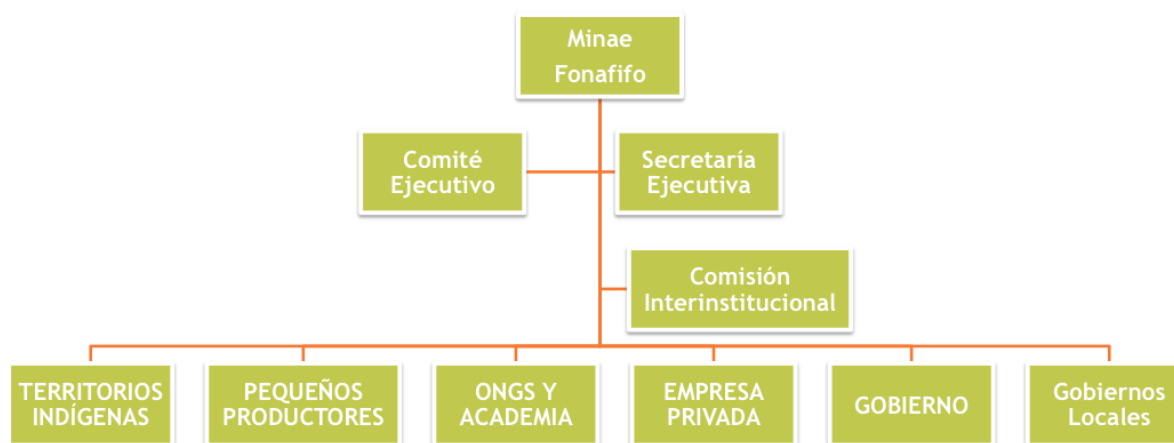 Minae
Fonafifo
Comité
Ejecutivo
Secretaría
Ejecutiva
Comisión
Interinstitucional
TERRITORIOS
INDÍGENAS
PEQUEÑOS
PRODUCTORES
ONGS Y
ACADEMIA
EMPRESA
PRIVADA
GOBIERNO
Gobiernos
Locales